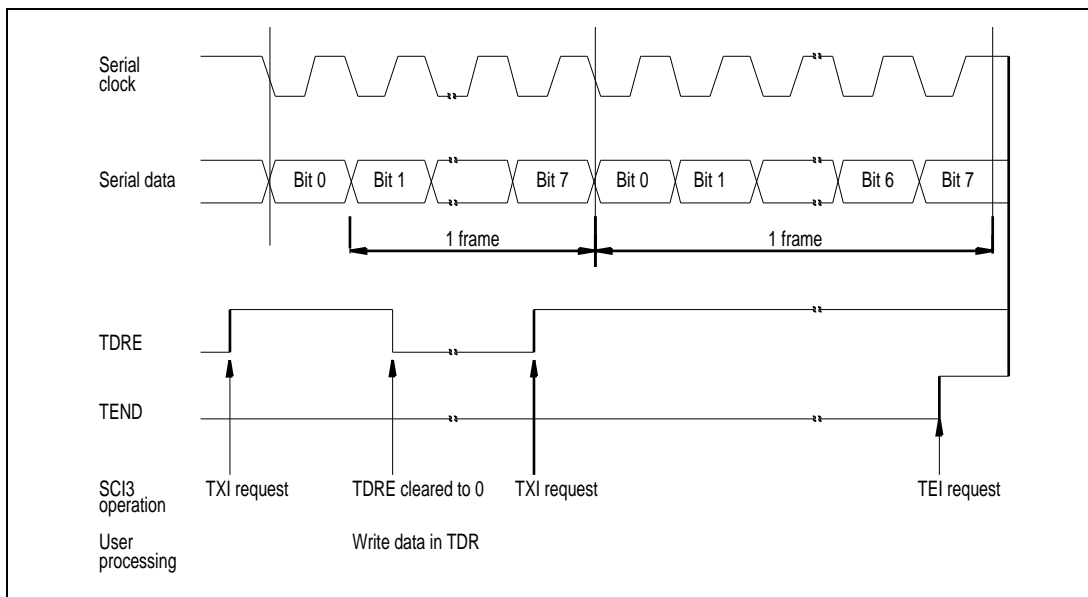 Serial
clock
Serial data
Bit 0 Bit 1 Bit 7 Bit 0 Bit 1 Bit 6 Bit 7
1 frame 1 frame
TDRE
TEND
SCI3
operation
TXI request TDRE cleared to 0 TXI request TEI request
User
processing
Write data in TDR